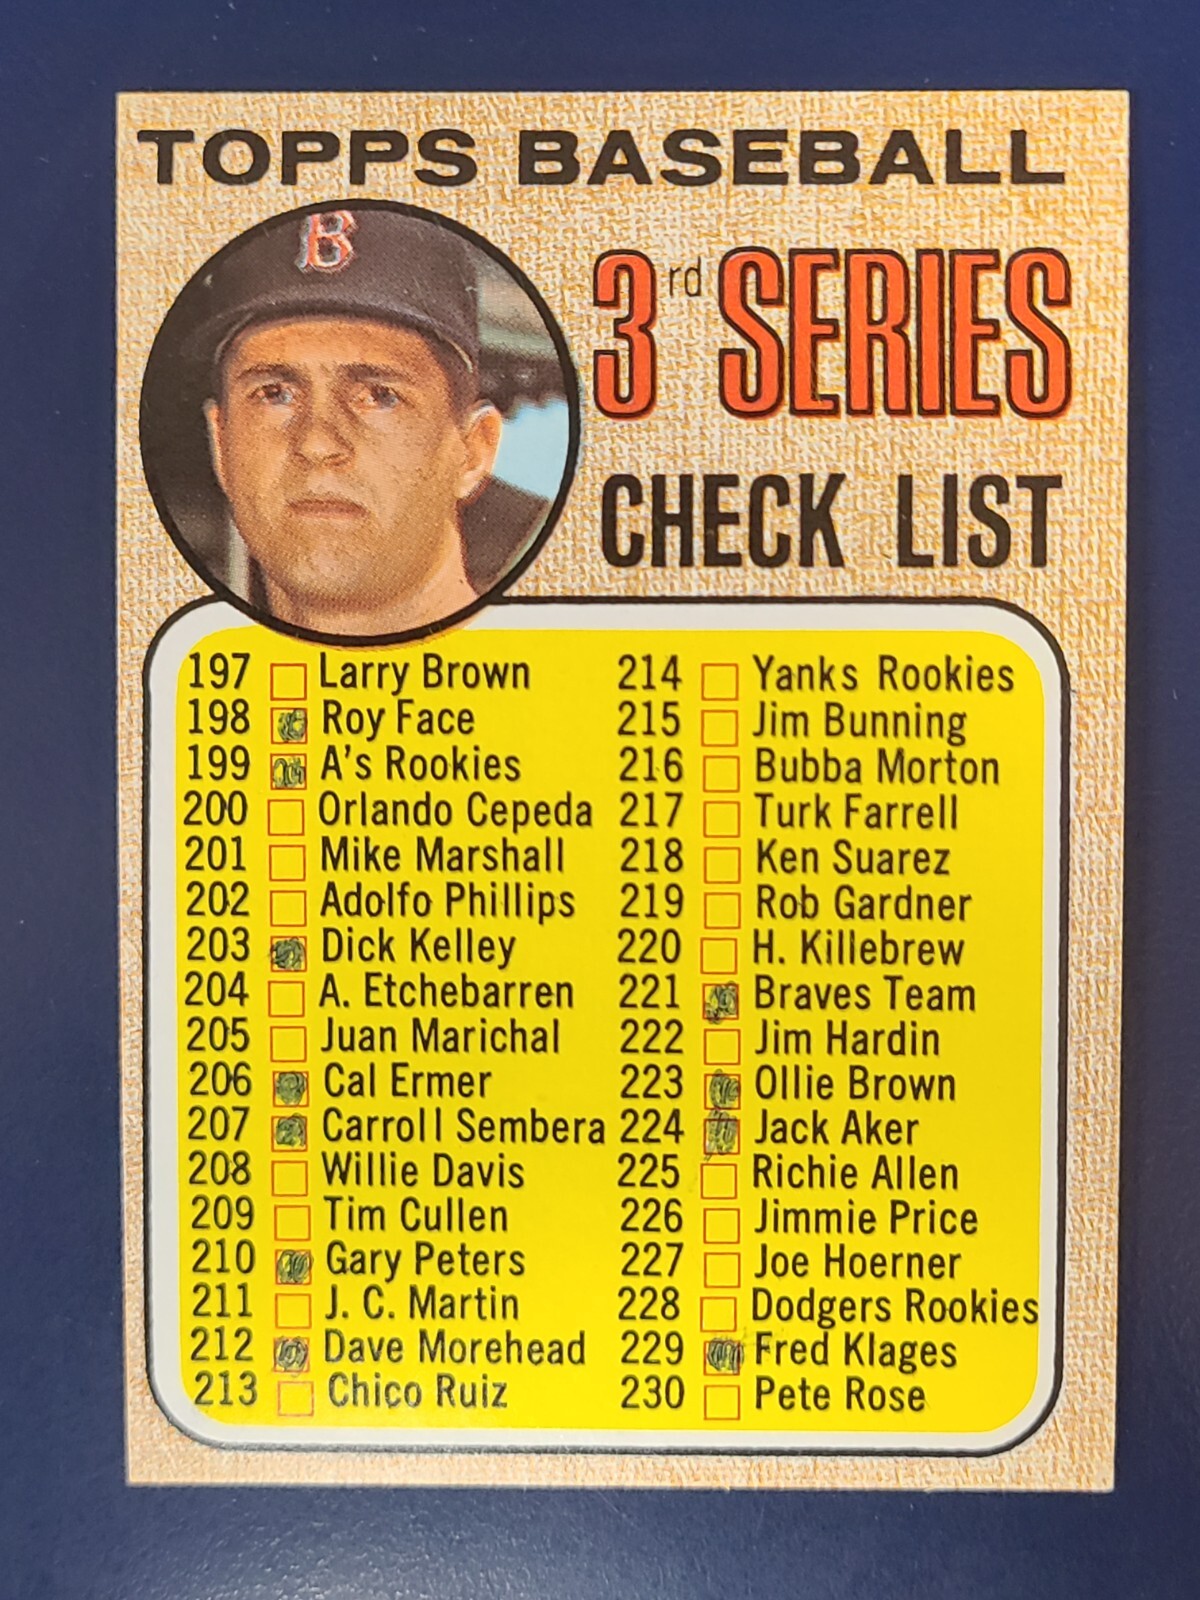 TOPPS BASEBALL
B
3rd SERIES
CHECK LIST
197 Larry Brown
198 Roy Face
199 A's Rookies
200 Orlando Cepeda
201 Mike Marshall
202 Adolfo Phillips
203 Dick Kelley
204 A. Etchebarren
205 Juan Marichal
206 Cal Ermer
207 Carroll Sembera
208 Willie Davis
209 Tim Cullen
210 Gary Peters
211 J. C. Martin
212 Dave Morehead
213 Chico Ruiz
214 Yanks Rookies
215 Jim Bunning
216 Bubba Morton
217 Turk Farrell
218 Ken Suarez
219 Rob Gardner
220 H. Killebrew
221 Braves Team
222 Jim Hardin
223 Ollie Brown
224 Jack Aker
225 Richie Allen
226 Jimmie Price
227 Joe Hoerner
228 Dodgers Rookies
229 Fred Klages
230 Pete Rose